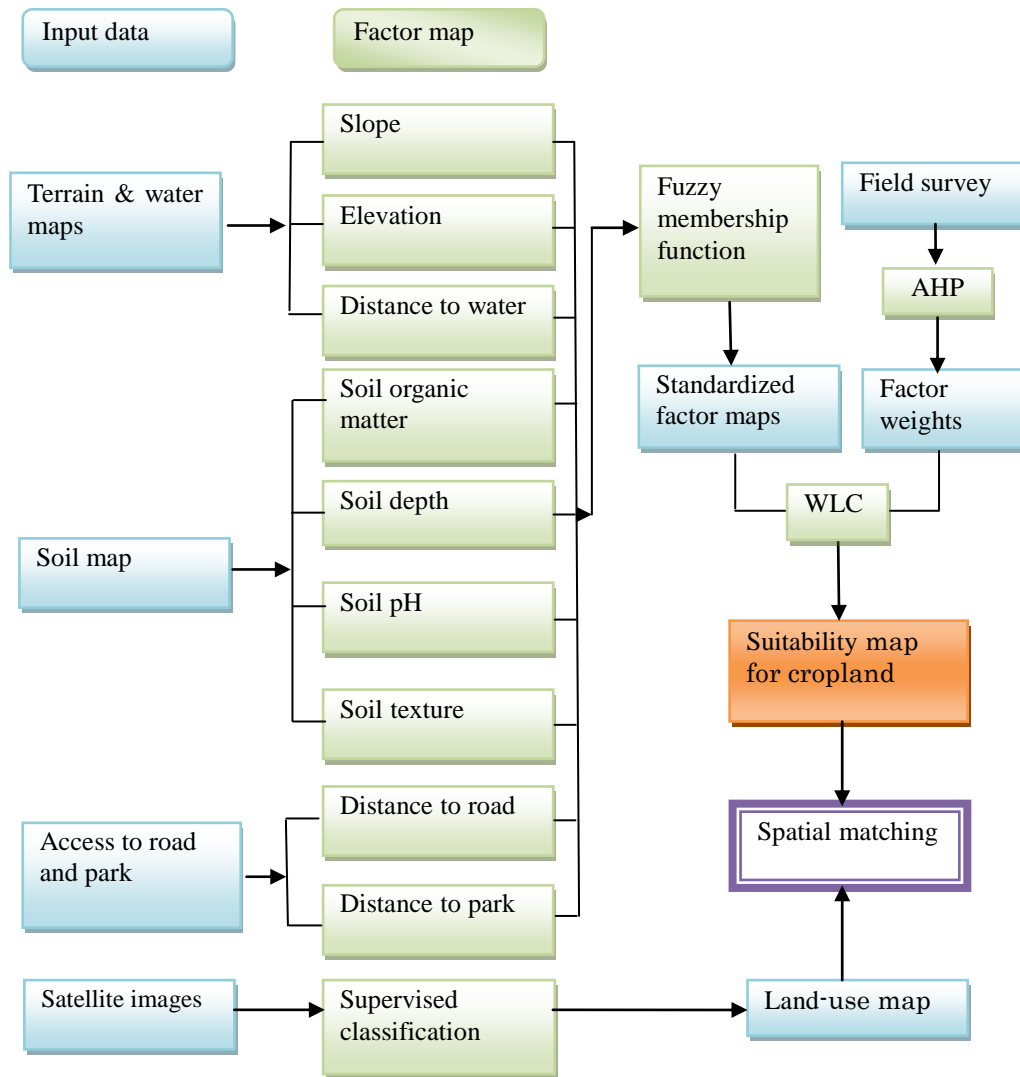 Input data
Factor map
Slope
Terrain & water
maps
Elevation
Distance to water
Fuzzy
membership
function
Field survey
AHP
Soil organic
matter
Standardized
factor maps
Factor
weights
Soil depth
WLC
Soil map
Soil pH
Soil texture
Suitability map
for cropland
Distance to road
Access to road
and park
Distance to park
Spatial matching
Satellite images
Supervised
classification
Land-use map